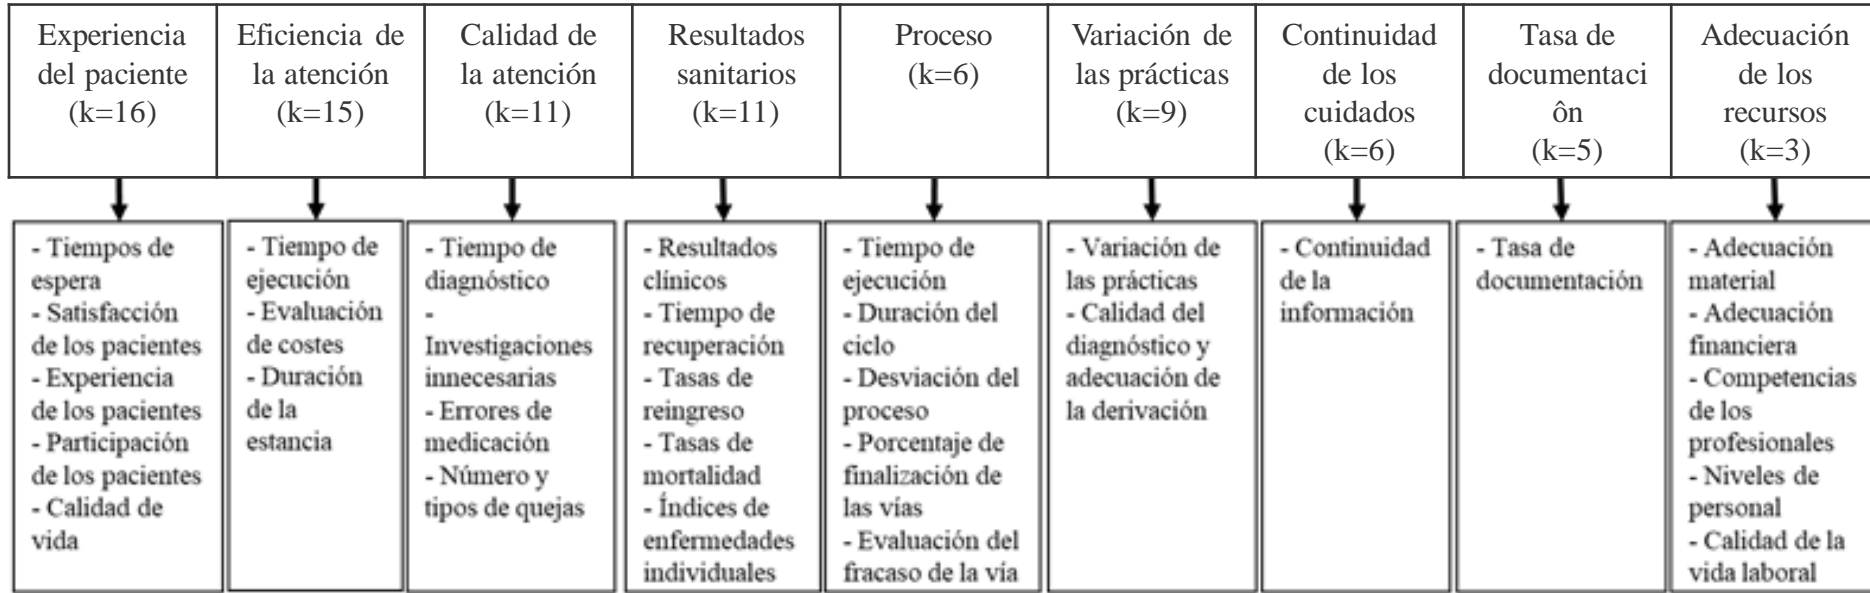 Experiencia
del paciente
(k=16)
Eficiencia de
la atención
(k=15)
Calidad de
la atención
(k=11)
Resultados
sanitarios
(k=11)
Proceso
(k=6)
Variación de
las prácticas
(k=9)
Continuidad
de los
cuidados
(k=6)
Tasa de
documentaci
ôn
(k=5)
Adecuación
de los
recursos
(k=3)
- Tiempos de
espera
- Satisfacción
de los pacientes
- Experiencia
de los pacientes
- Participación
de los pacientes
- Calidad de
vida
- Tiempo de
ejecución
- Evaluación
de costes
- Duración
de la
estancia
- Tiempo de
diagnóstico
-
Investigaciones
innecesarias
- Errores de
medicación
- Número y
tipos de quejas
- Resultados
clínicos
- Tiempo de
recuperación
- Tasas de
reingreso
- Tasas de
mortalidad
- Índices de
enfermedades
individuales
- Tiempo de
ejecución
- Duración del
ciclo
- Desviación del
proceso
- Porcentaje de
finalización de
las vías
- Evaluación del
fracaso de la vía
- Variación de
las prácticas
- Calidad del
diagnóstico y
adecuación de
la derivación
- Continuidad
de la
información
- Tasa de
documentación
- Adecuación
material
- Adecuación
financiera
- Competencias
de los
profesionales
- Niveles de
personal
- Calidad de la
vida laboral